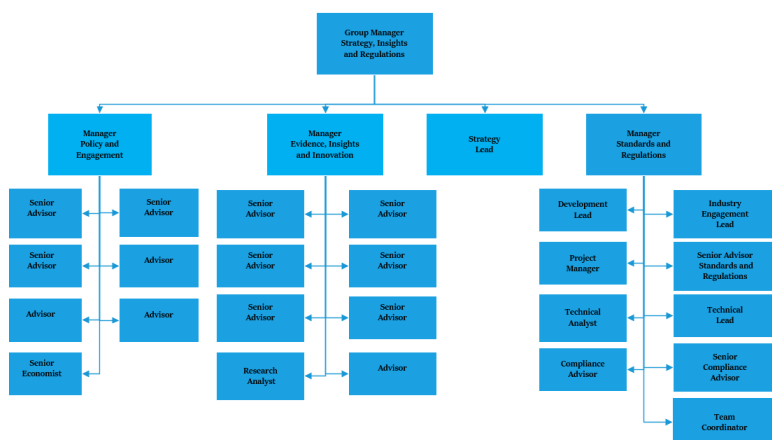 Group Manager
Strategy, Insights
and Regulations
Manager
Policy and
Engagement
Manager
Evidence, Insights
and Innovation
Strategy
Lead
Manager
Standards and
Regulations
Senior
Advisor
Senior
Advisor
Senior
Advisor
Advisor
Advisor
Advisor
Senior
Economist
Senior
Advisor
Senior
Advisor
Senior
Advisor
Senior
Advisor
Senior
Advisor
Senior
Advisor
Research
Analyst
Advisor
Development
Lead
Industry
Engagement
Lead
Project
Manager
Senior Advisor
Standards and
Regulations
Technical
Analyst
Technical
Lead
Compliance
Advisor
Senior
Compliance
Advisor
Team
Coordinator